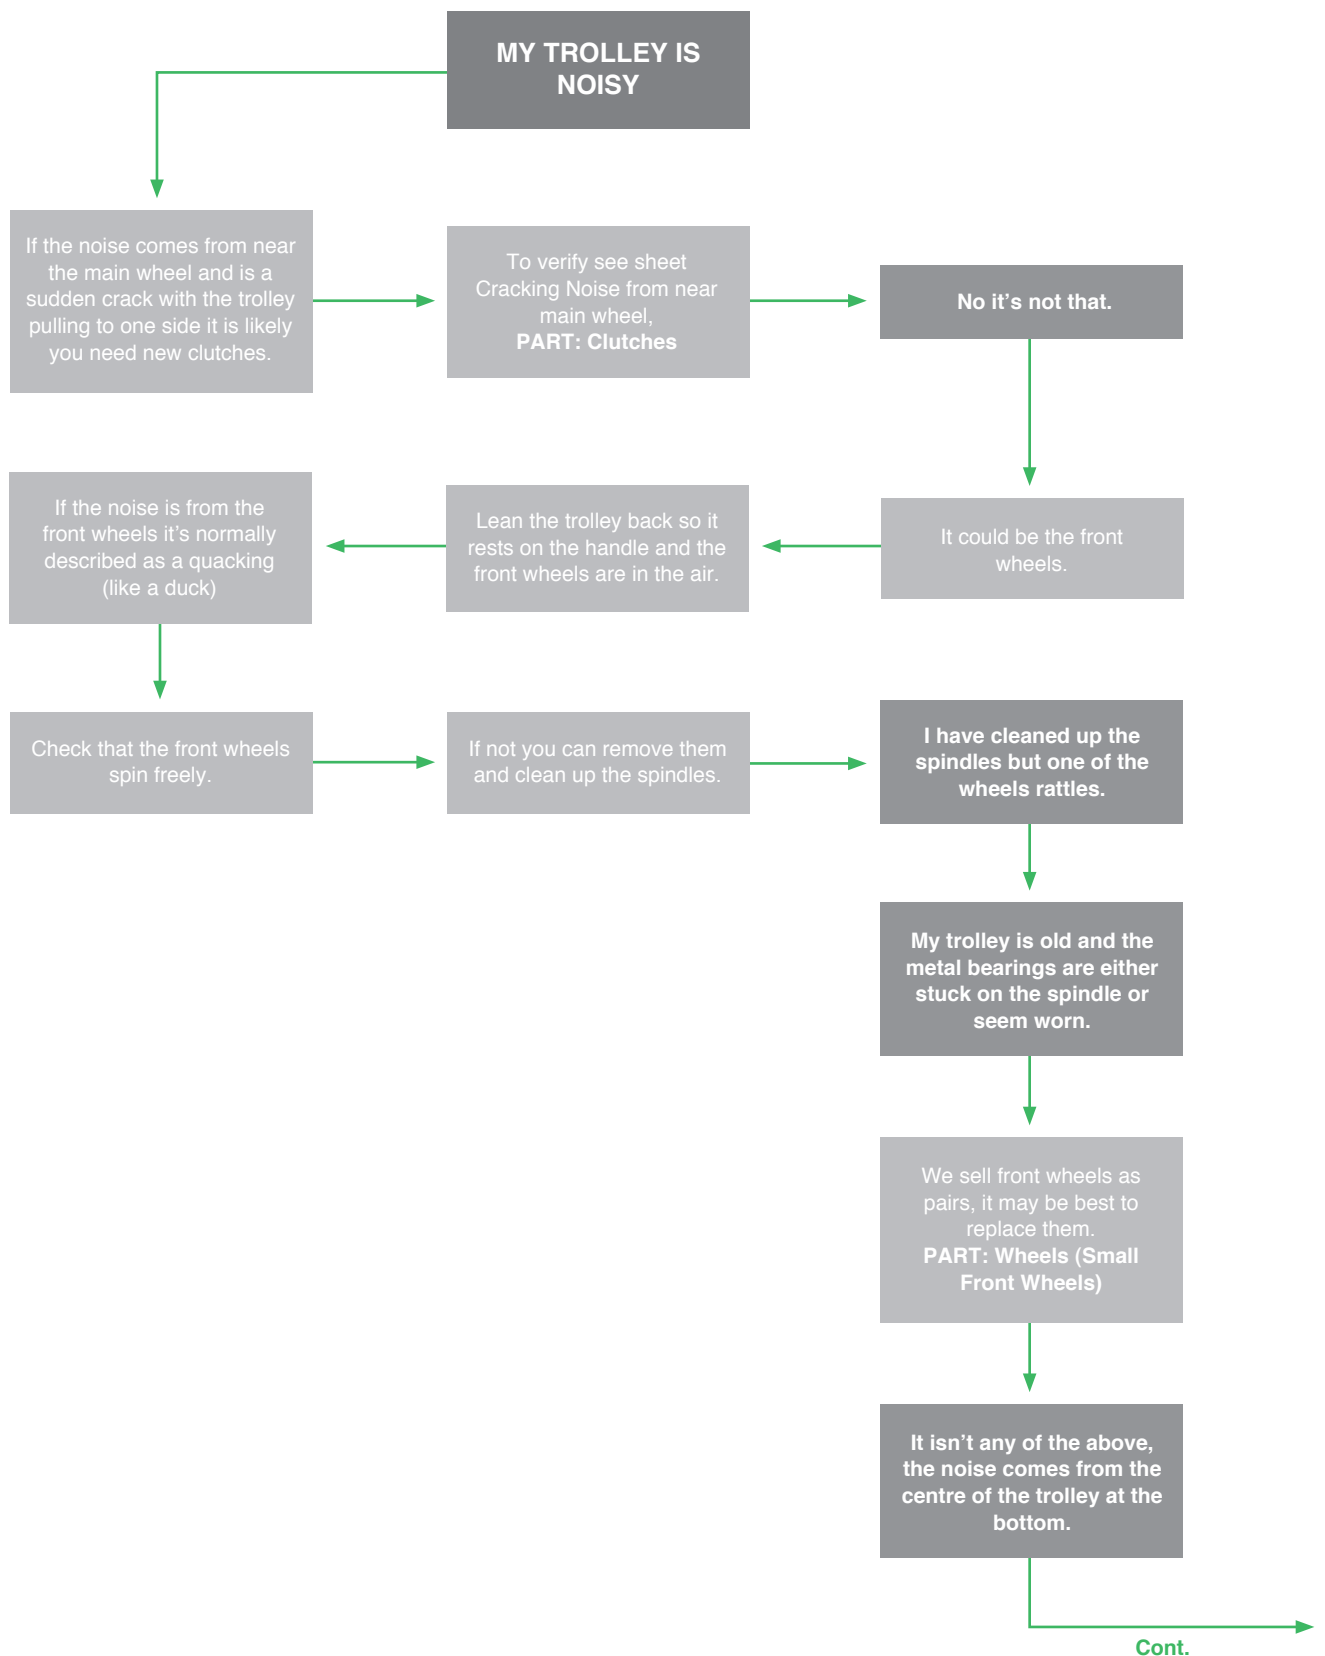 MY TROLLEY IS
NOISY
If the noise comes from near
the main wheel and is a
sudden crack with the trolley
pulling to one side it is likely
you need new clutches.
To verify see sheet
Cracking Noise from near
main wheel,
PART: Clutches
No it’s not that.
It could be the front
wheels.
Lean the trolley back so it
rests on the handle and the
front wheels are in the air.
If the noise is from the
front wheels it’s normally
described as a quacking
(like a duck)
Check that the front wheels
spin freely.
If not you can remove them
and clean up the spindles.
I have cleaned up the
spindles but one of the
wheels rattles.
My trolley is old and the
metal bearings are either
stuck on the spindle or
seem worn.
We sell front wheels as
pairs, it may be best to
replace them.
PART: Wheels (Small
Front Wheels)
It isn’t any of the above,
the noise comes from the
centre of the trolley at the
bottom.
Cont.